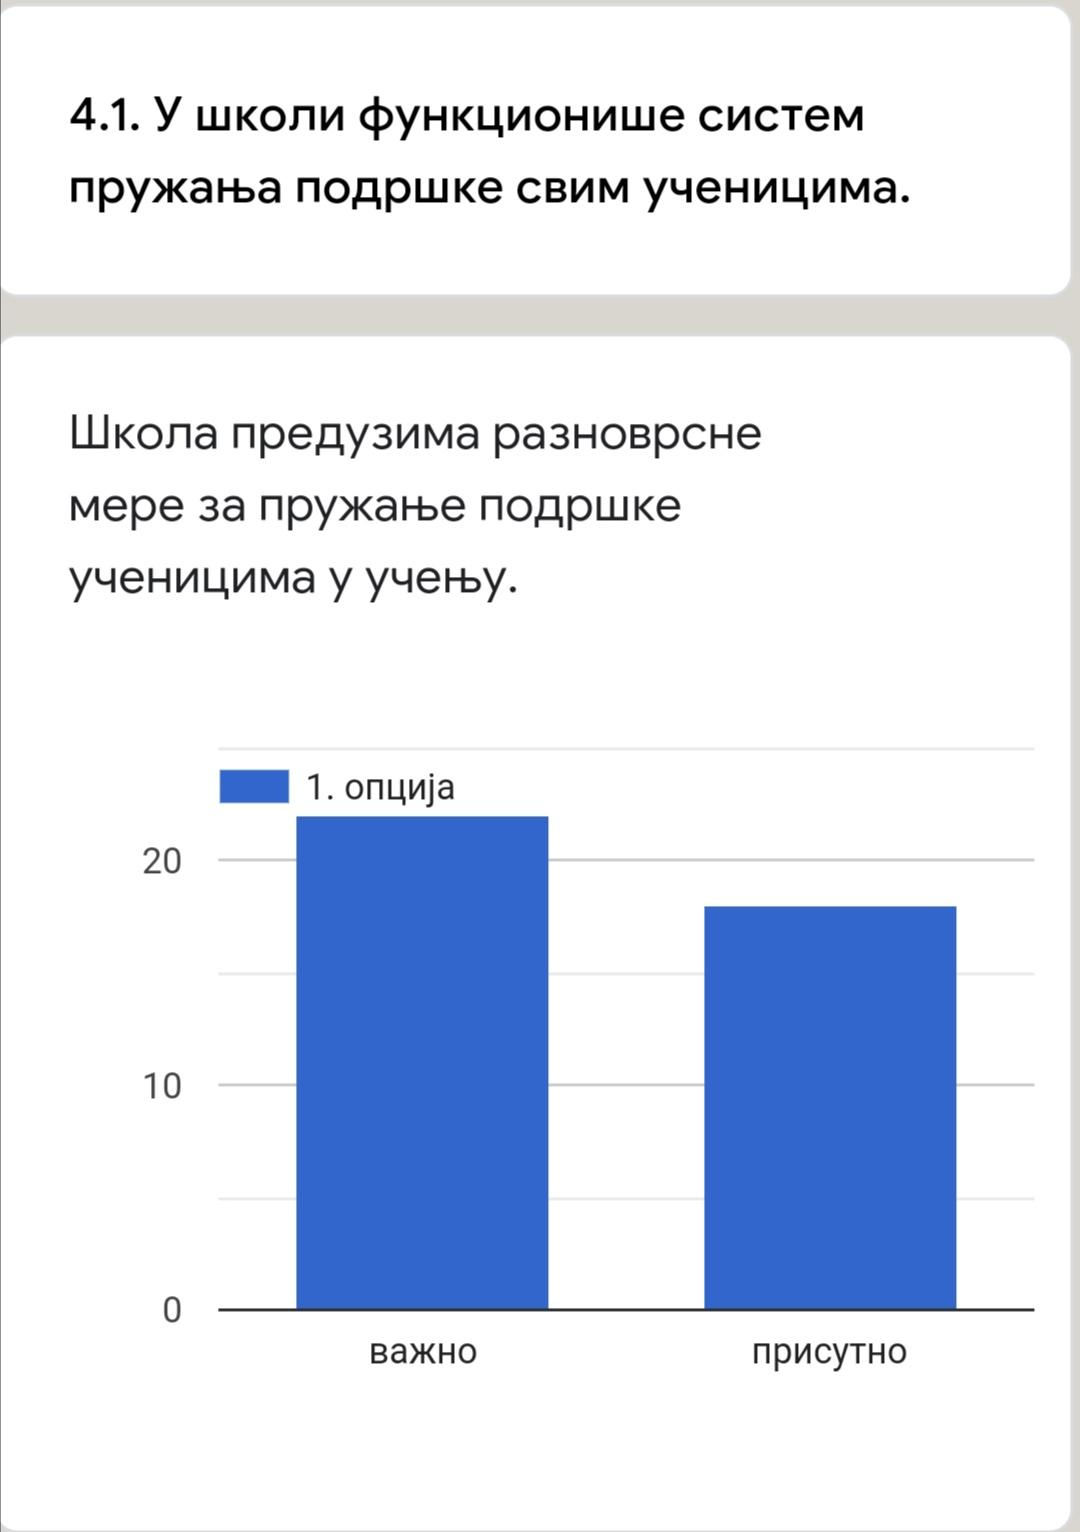 4.1. У школи функционише систем
пружања подршке свим ученицима.
Школа предузима разноврсне
мере за пружање подршке
ученицима у учењу.
1. опција
20
10
0
важно
присутно